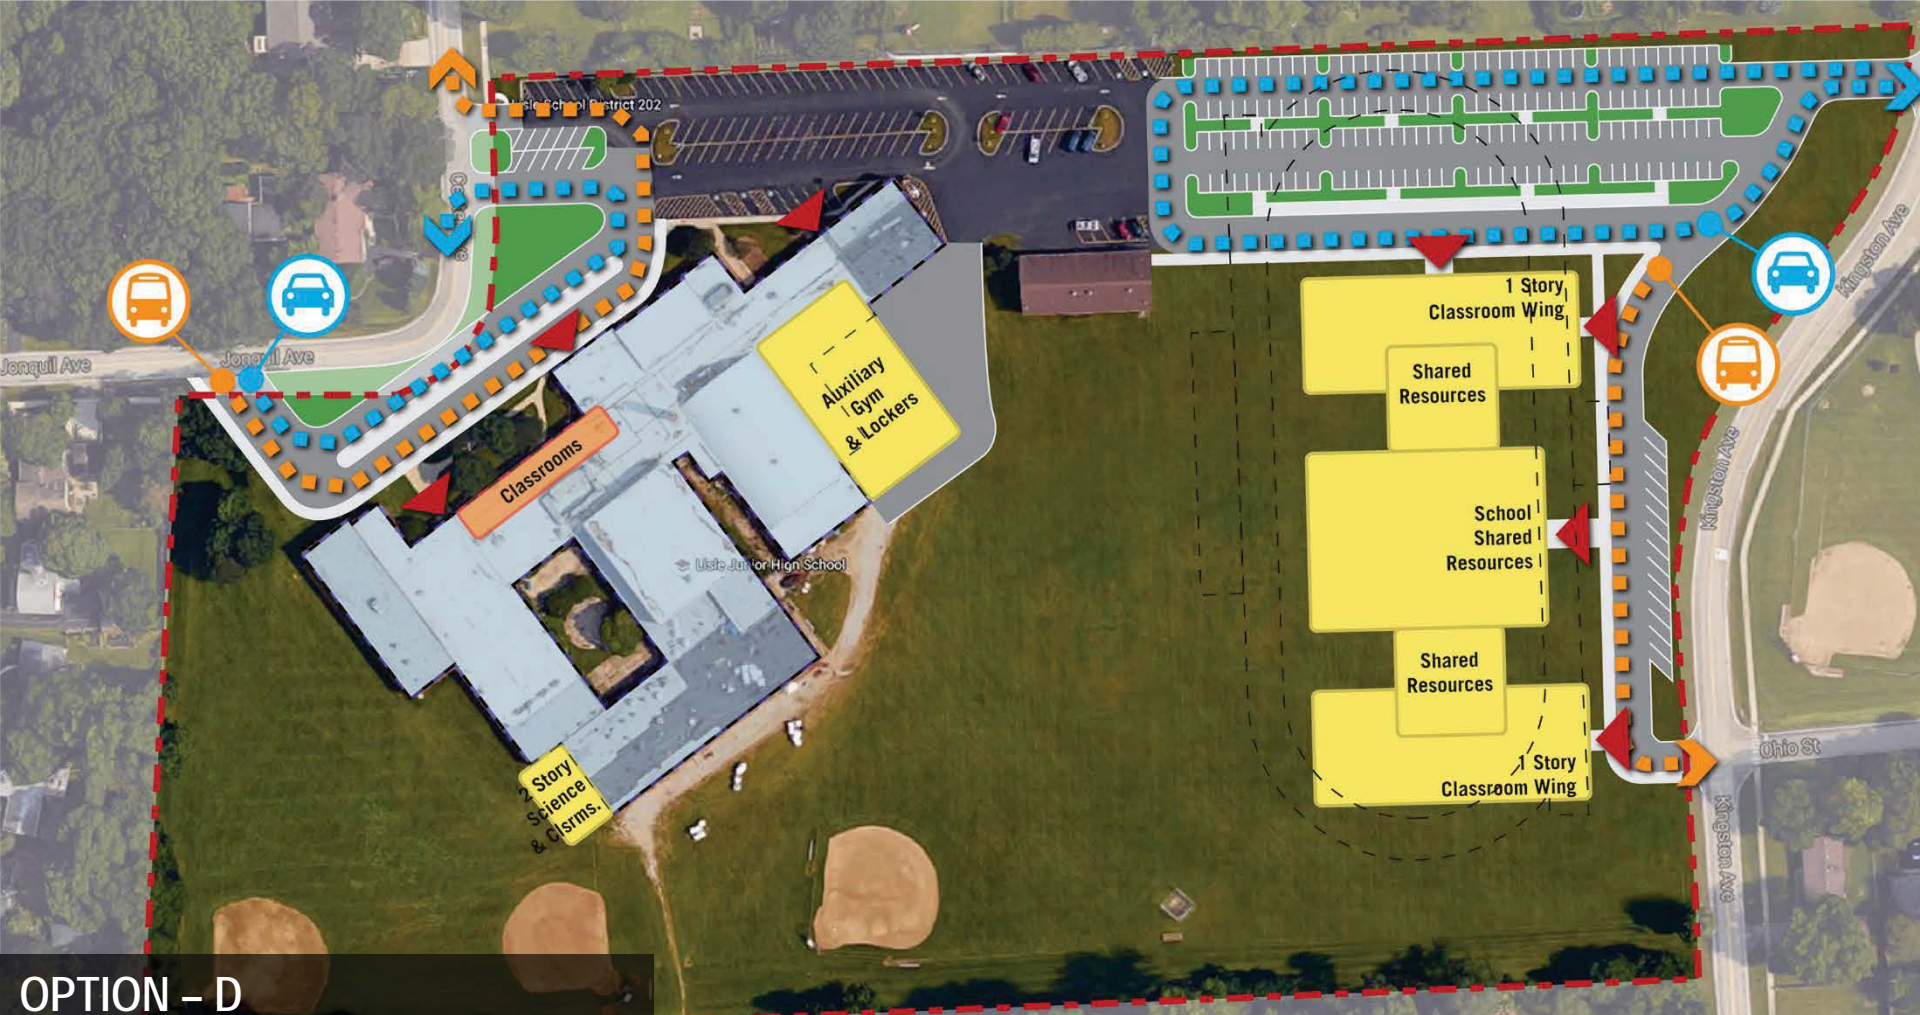 Lisle School District 202
Jonquil Ave
Jonquil Ave
Kingston Ave
1 Story
Classroom Wing
Shared
Resources
Auxiliary
Gym
& Lockers
Classrooms
School
Shared
Resources
Kingston Ave
Lisle Junior High School
Shared
Resources
1 Story
Classroom Wing
Ohio St
2 Story
Science
& Clsrms.
Kingston Ave
OPTION – D